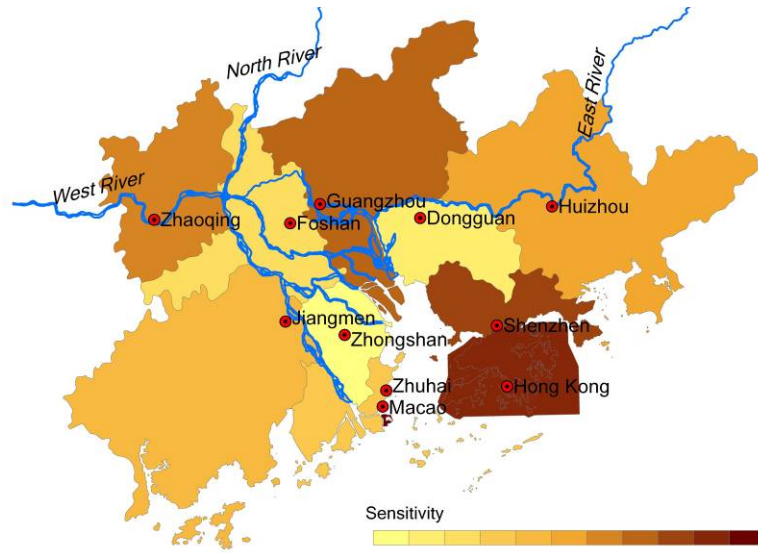 North River
East River
West River
Guangzhou
Huizhou
Zhaoqing
Foshan
Dongguan
Jiangmen
Shenzhen
Zhongshan
Zhuhai
Hong Kong
Macao
Sensitivity